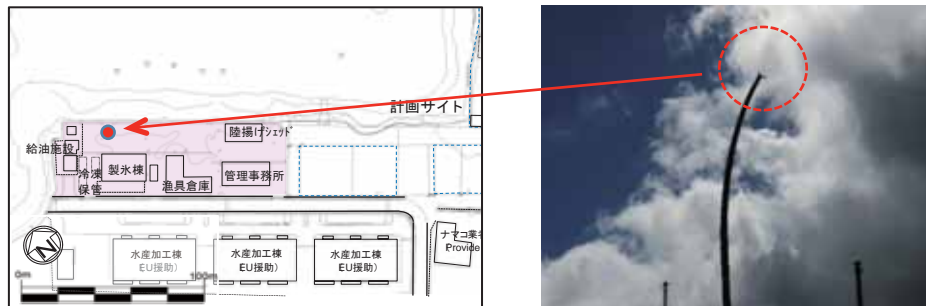 計画サイト
陸揚げシェッド
給油施設
冷凍
保管
製氷棟
漁具倉庫
管理事務所
ナマコ業者
Provide
N
水産加工棟
EU援助)
水産加工棟
EU援助)
水産加工棟
EU援助)
0m
100m